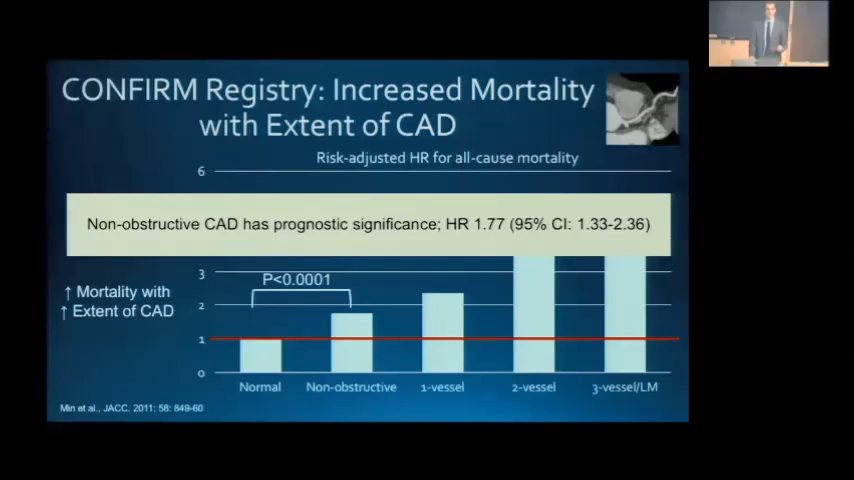 CONFIRM Registry: Increased Mortality
with Extent of CAD
Risk-adjusted HR for all-cause mortality
6
Non-obstructive CAD has prognostic significance; HR 1.77 (95% CI: 1.33-2.36)
3
P<0.0001
↑ Mortality with
↑ Extent of CAD
2
1
0
Normal
Non-obstructive
1-vessel
2-vessel
3-vessel/LM
Min et al., JACC. 2011; 58: 849-60